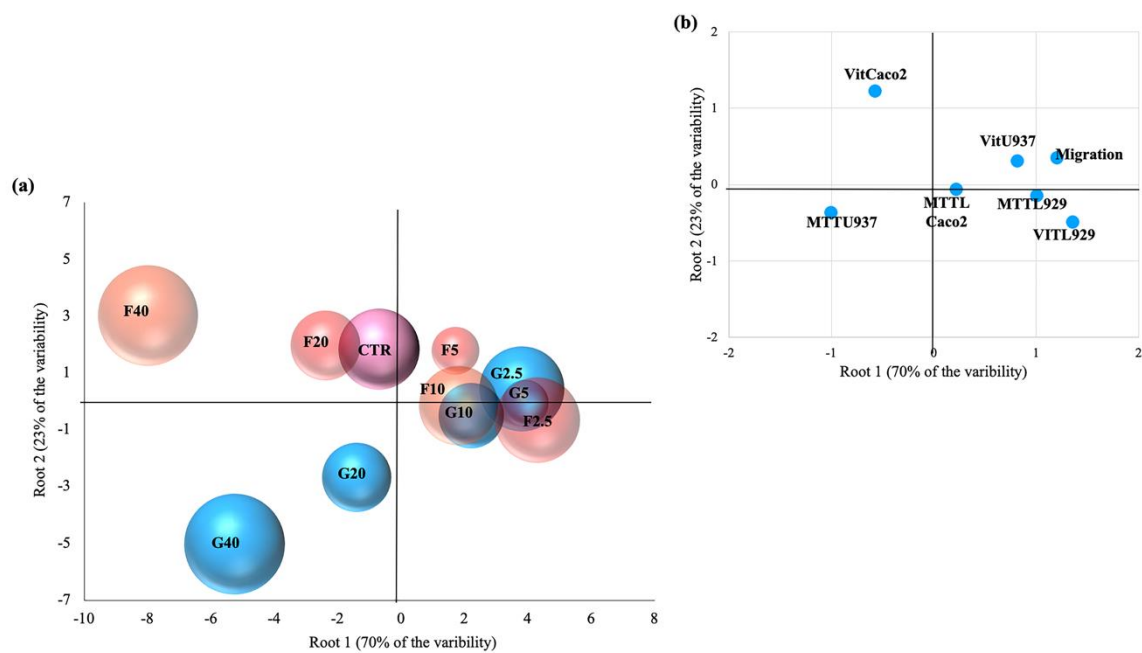 (b)
2
1
0
-1
-2
-2
-1
0
1
2
Root 2 (23% of the variability)
Root 1 (70% of the varibility)
VitCaco2
VitU937
Migration
MTTL
Caco2
MTTL929
MTTU937
VITL929
(a)
7
5
3
1
-1
-3
-5
-7
-10
-8
-6
-4
-2
0
2
4
6
8
Root 2 (23% of the variability)
Root 1 (70% of the varibility)
F40
F20
CTR
F5
G2.5
F10
G5
G10
F2.5
G20
G40